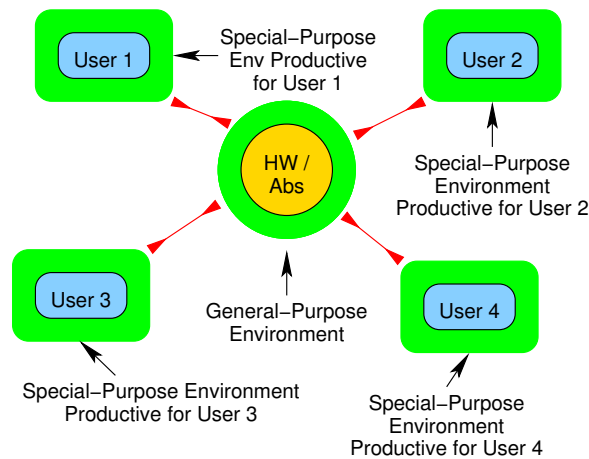 User 1
Special−Purpose
Env Productive
for User 1
User 2
Special−Purpose
Environment
Productive for User 2
HW /
Abs
General−Purpose
Environment
User 3
Special−Purpose Environment
Productive for User 3
User 4
Special−Purpose
Environment
Productive for User 4